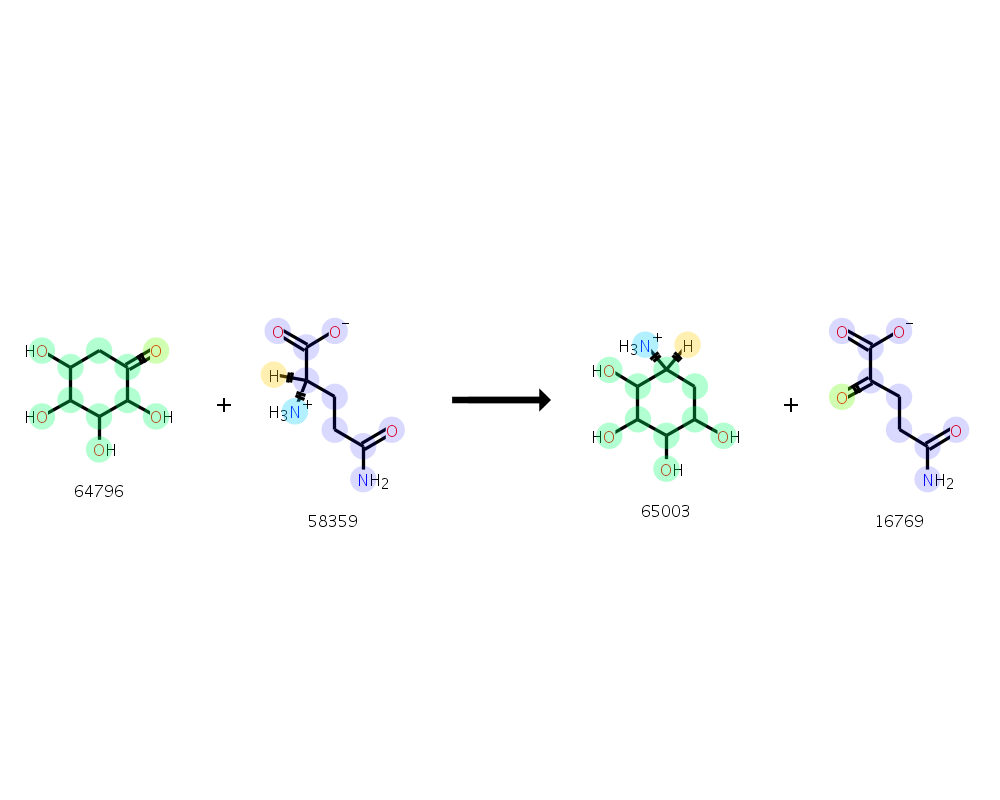 O O⁻ H₃N⁺ H O O⁻
HO O H HO O
HO OH H₃N⁺ O HO OH O
OH NH₂ OH NH₂
64796 + 58359 65003 + 16769